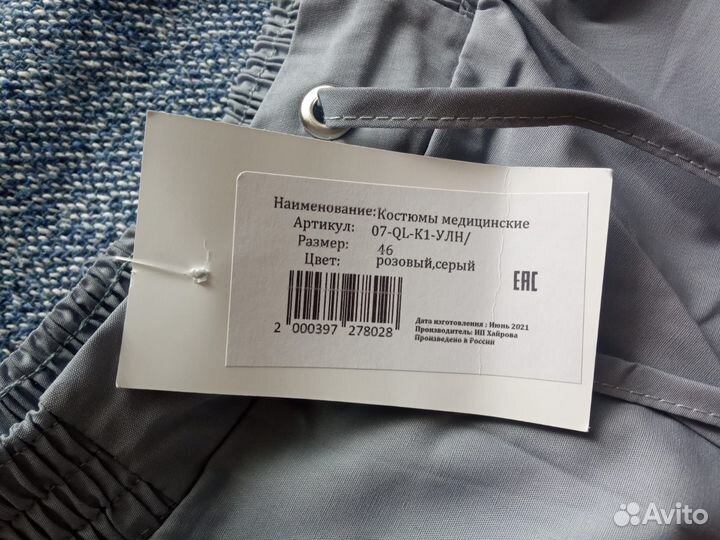 Наименование: Костюмы медицинские
Артикул: 07-QL-K1-УЛН/
Размер: 46
Цвет: розовый,серый
EAC
2 000397 278028
Дата изготовления : Июнь 2021
Производитель: ИП Хайрова
Произведено в России
Avito